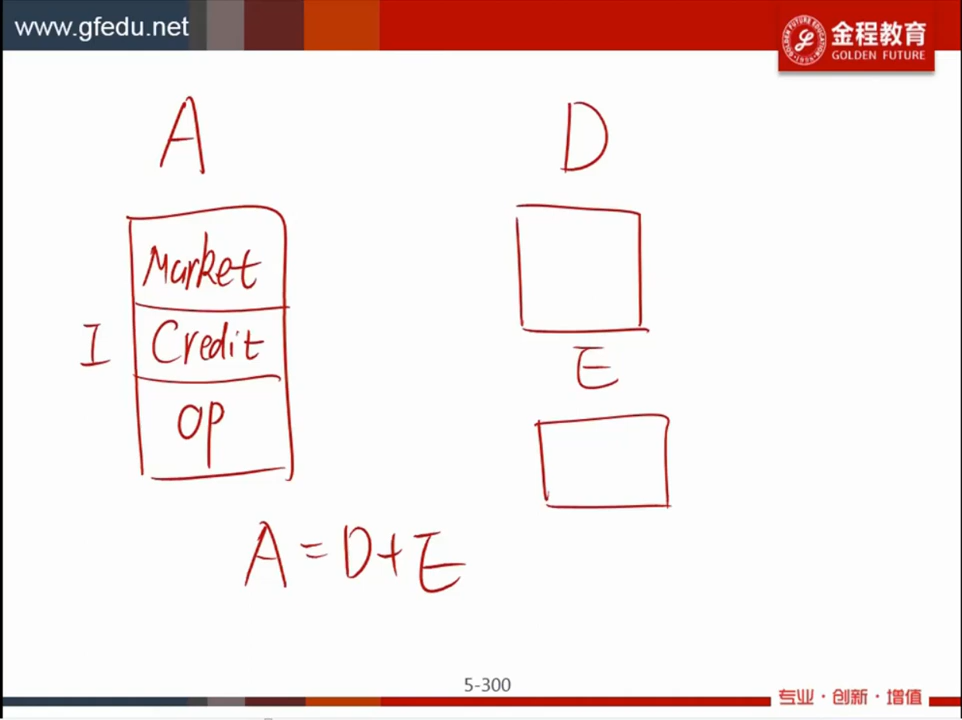 www.gfedu.net
金程教育
GOLDEN FUTURE
A
D
Market
I Credit
op
E
A=D+E
5-300
专业·创新·增值